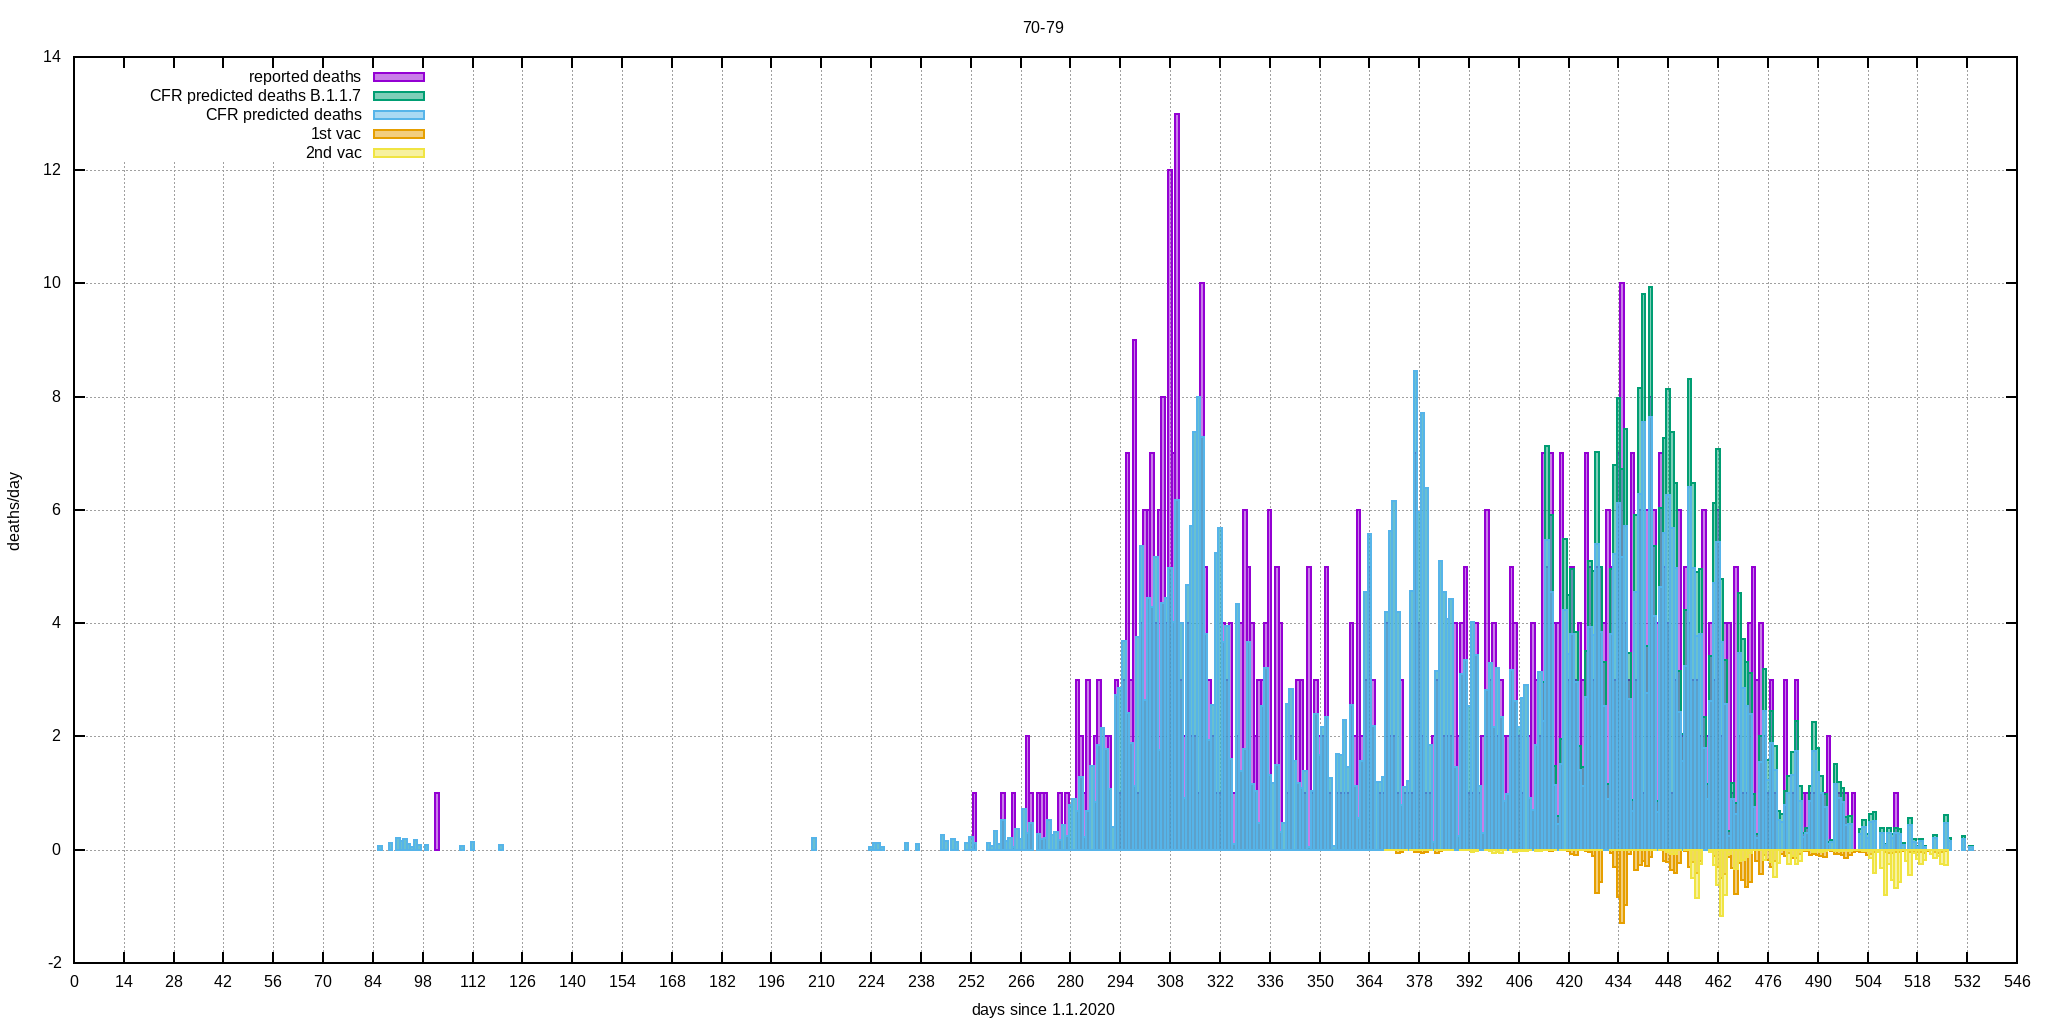 70-79
14
12
10
8
6
4
2
0
-2
deaths/day
reported deaths
CFR predicted deaths B.1.1.7
CFR predicted deaths
1st vac
2nd vac
0 14 28 42 56 70 84 98 112 126 140 154 168 182 196 210 224 238 252 266 280 294 308 322 336 350 364 378 392 406 420 434 448 462 476 490 504 518 532 546
days since 1.1.2020